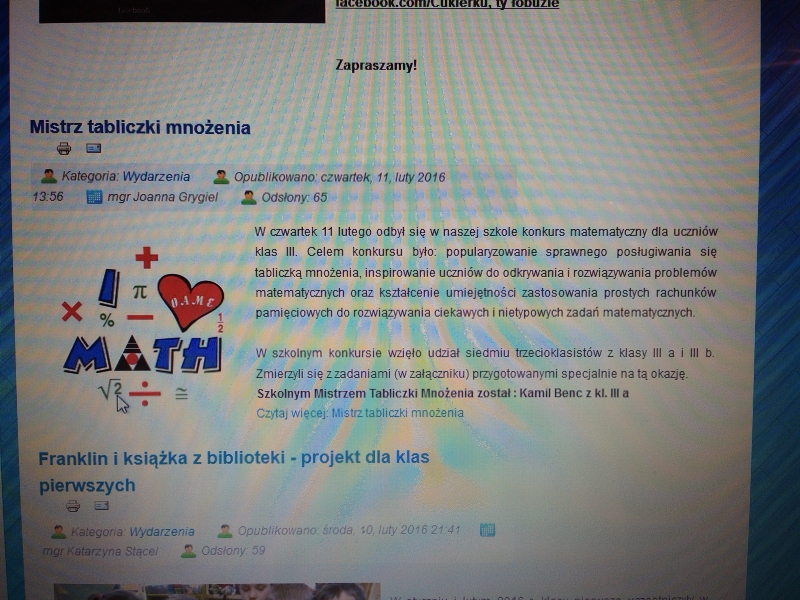 facebook.com/Cukierku, ty łobuzie
Zapraszamy!
Mistrz tabliczki mnożenia
Kategoria: Wydarzenia Opublikowano: czwartek, 11, luty 2016
13:56 mgr Joanna Grygiel Odsłony: 65
W czwartek 11 lutego odbył się w naszej szkole konkurs matematyczny dla uczniów
klas III. Celem konkursu było: popularyzowanie sprawnego posługiwania się
tabliczką mnożenia, inspirowanie uczniów do odkrywania i rozwiązywania problemów
matematycznych oraz kształcenie umiejętności zastosowania prostych rachunków
pamięciowych do rozwiązywania ciekawych i nietypowych zadań matematycznych.
+
I π
× % − 1/2
MATH
√2 ÷ ≅
W szkolnym konkursie wzięło udział siedmiu trzecioklasistów z klasy III a i III b.
Zmierzyli się z zadaniami (w załączniku) przygotowanymi specjalnie na tą okazję.
Szkolnym Mistrzem Tabliczki Mnożenia został : Kamil Benc z kl. III a
Czytaj więcej: Mistrz tabliczki mnożenia
Franklin i książka z biblioteki - projekt dla klas
pierwszych
Kategoria: Wydarzenia Opublikowano: środa, 10, luty 2016 21:41
mgr Katarzyna Stącel Odsłony: 59